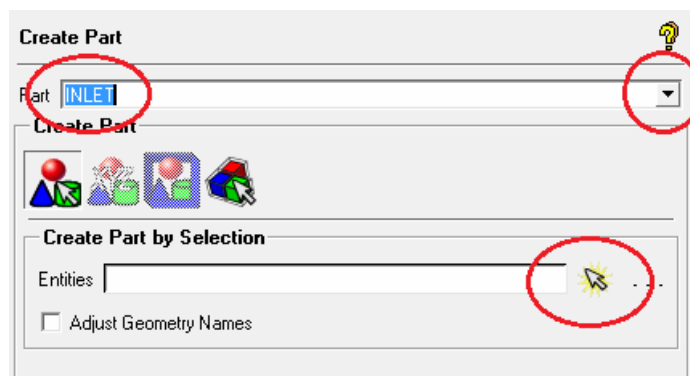 Create Part
Part INLET
Create Part
Create Part by Selection
Entities
Adjust Geometry Names